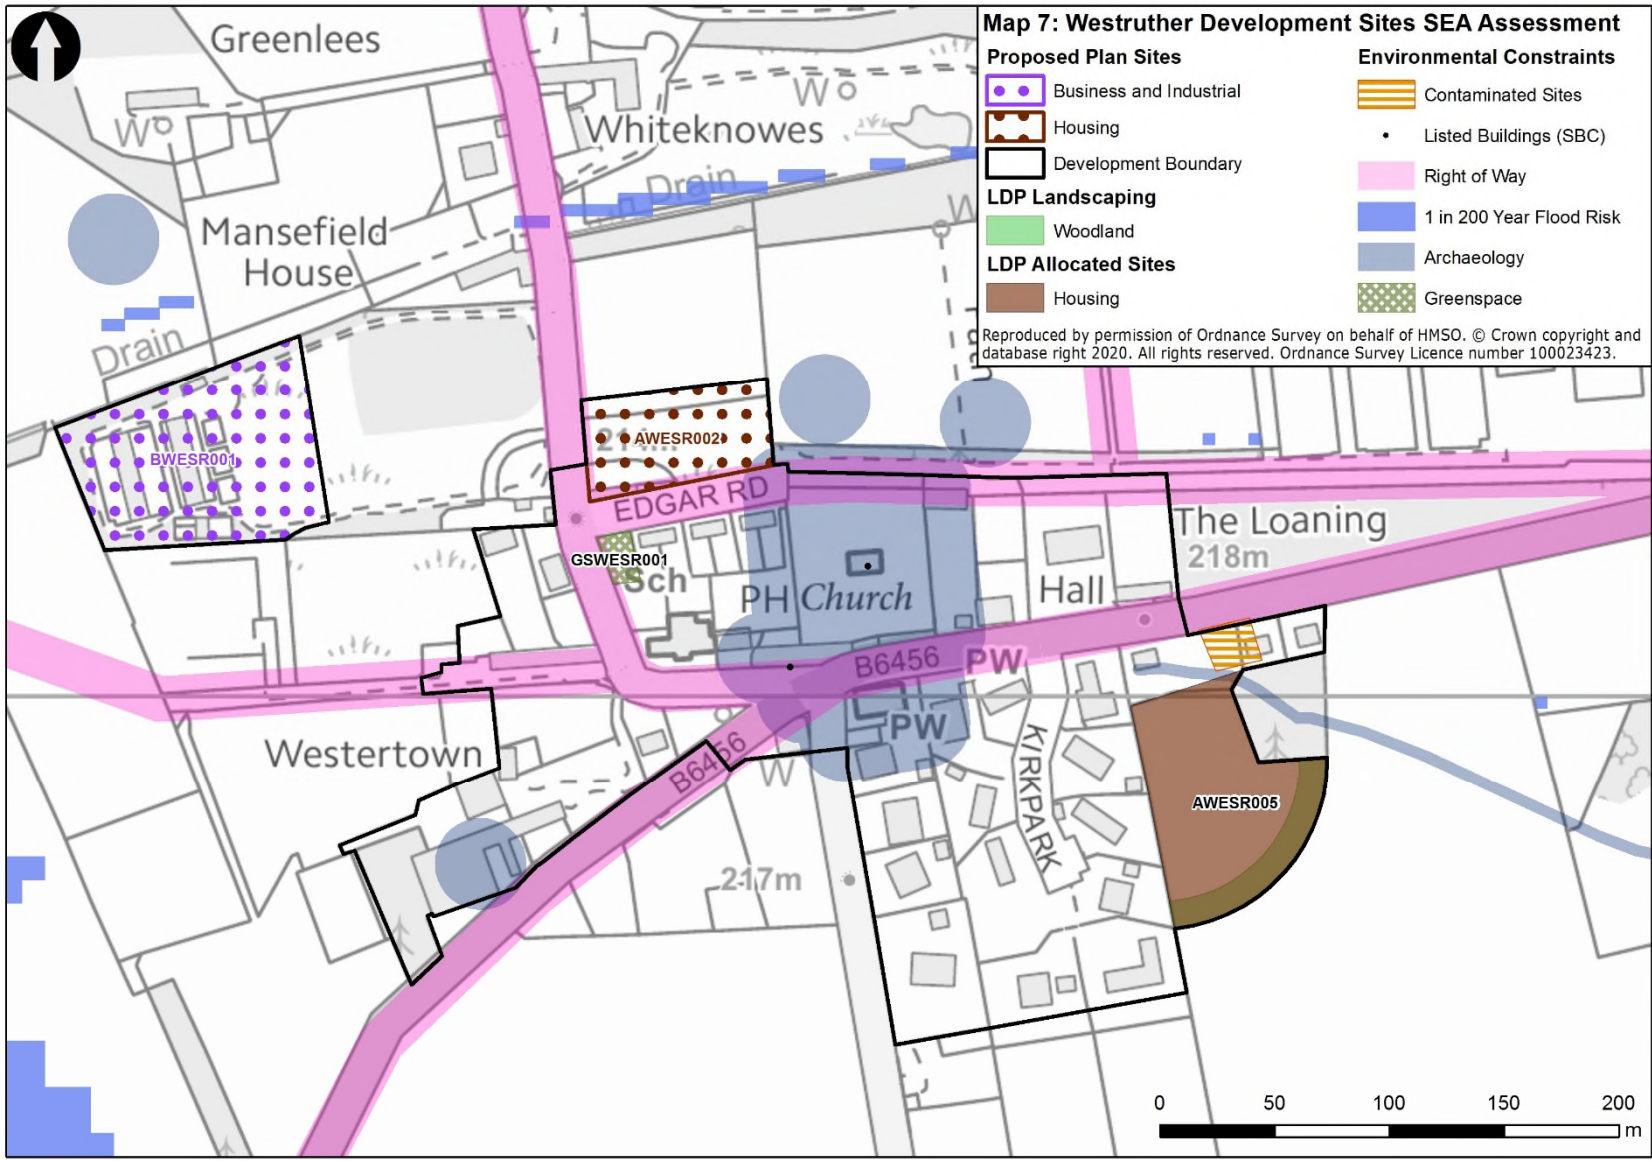 Map 7: Westruther Development Sites SEA Assessment
Proposed Plan Sites
Business and Industrial
Housing
Development Boundary
LDP Landscaping
Woodland
LDP Allocated Sites
Housing
Environmental Constraints
Contaminated Sites
Listed Buildings (SBC)
Right of Way
1 in 200 Year Flood Risk
Archaeology
Greenspace
Reproduced by permission of Ordnance Survey on behalf of HMSO. © Crown copyright and
database right 2020. All rights reserved. Ordnance Survey Licence number 100023423.
Greenlees
W
W
Whiteknowes
Drain
W
Mansefield
House
Drain
BWESR001
AWESR002
EDGAR RD
GSWESR001
Sch
PH
Church
Hall
The Loaning
218m
B6456
PW
PW
Westertown
B6456
W
KIRKPARK
AWESR005
217m
0 50 100 150 200
m